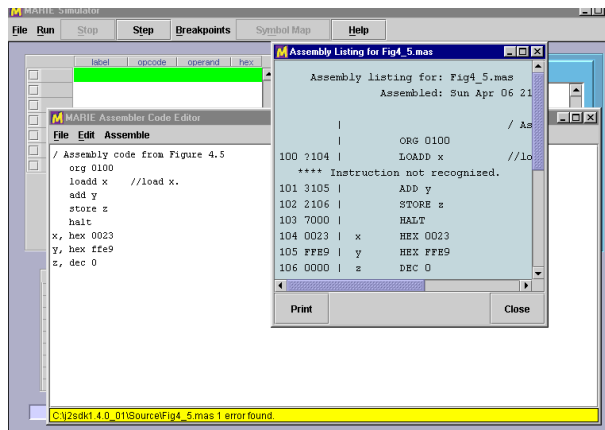 MARIE Simulator
File Run Stop Step Breakpoints Symbol Map Help
label opcode operand hex
Assembly Listing for Fig4_5.mas
Assembly listing for: Fig4_5.mas
Assembled: Sun Apr 06 21
| / As
| ORG 0100
100 ?104 | LOADD x //lo
**** Instruction not recognized.
101 3105 | ADD y
102 2106 | STORE z
103 7000 | HALT
104 0023 | x HEX 0023
105 FFE9 | y HEX FFE9
106 0000 | z DEC 0
Print Close
MARIE Assembler Code Editor
File Edit Assemble
/ Assembly code from Figure 4.5
org 0100
loadd x //load x.
add y
store z
halt
x, hex 0023
y, hex ffe9
z, dec 0
C:\j2sdk1.4.0_01\Source\Fig4_5.mas 1 error found.